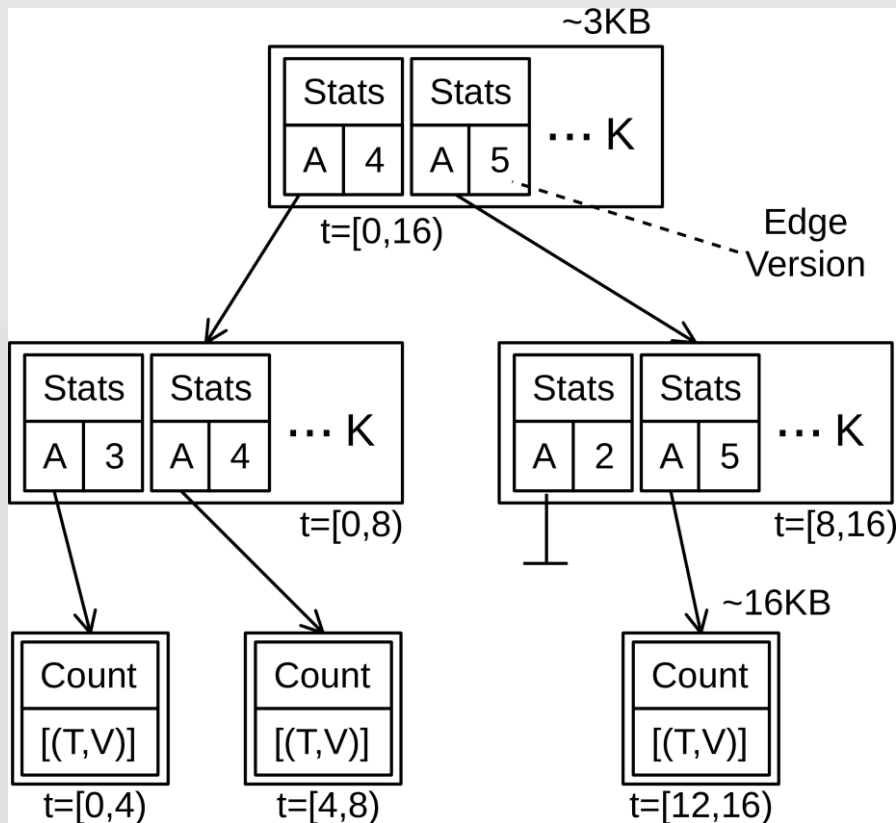 ~3KB
Stats Stats
A 4 A 5 ... K
t=[0,16)
Edge
Version
Stats Stats
A 3 A 4 ... K
t=[0,8)
Stats Stats
A 2 A 5 ... K
t=[8,16)
~16KB
Count
[(T,V)]
t=[0,4)
Count
[(T,V)]
t=[4,8)
Count
[(T,V)]
t=[12,16)